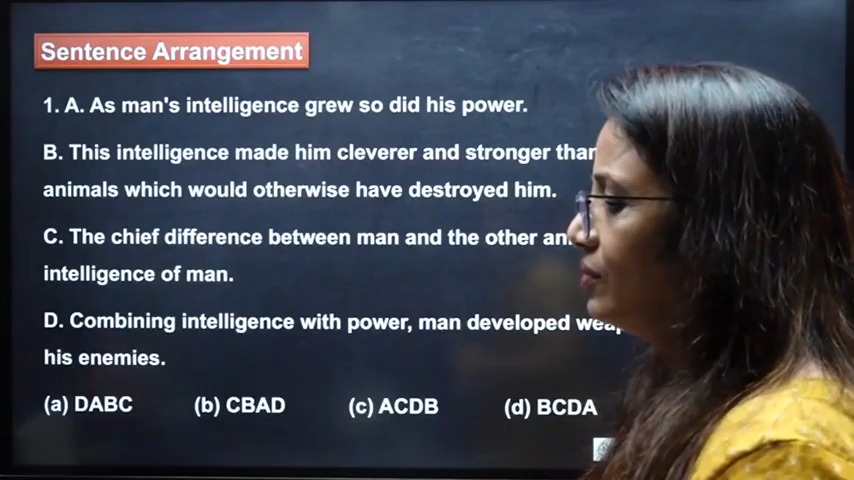 Sentence Arrangement
1. A. As man's intelligence grew so did his power.
B. This intelligence made him cleverer and stronger than
animals which would otherwise have destroyed him.
C. The chief difference between man and the other
intelligence of man.
D. Combining intelligence with power, man developed
his enemies.
(a) DABC (b) CBAD (c) ACDB (d) BCDA